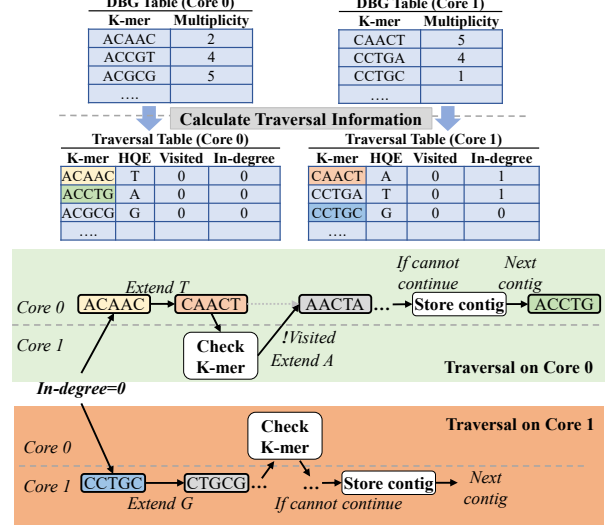 DBG Table (Core 0)
K-mer Multiplicity
ACAAC 2
ACCGT 4
ACGCG 5
....
DBG Table (Core 1)
K-mer Multiplicity
CAACT 5
CCTGA 4
CCTGC 1
....
Calculate Traversal Information
Traversal Table (Core 0)
K-mer HQE Visited In-degree
ACAAC T 0 0
ACCTG A 0 0
ACGCG G 0 0
....
Traversal Table (Core 1)
K-mer HQE Visited In-degree
CAACT A 0 1
CCTGA T 0 1
CCTGC G 0 0
....
If cannot continue
Next contig
Extend T
Core 0
ACAAC CAACT AACTA ... Store contig ACCTG
Core 1
Check K-mer
!Visited
Extend A
Traversal on Core 0
In-degree=0
Traversal on Core 1
Check K-mer
Core 0
Core 1
CCTGC CTGCG ... ... Store contig
Next contig
Extend G
If cannot continue